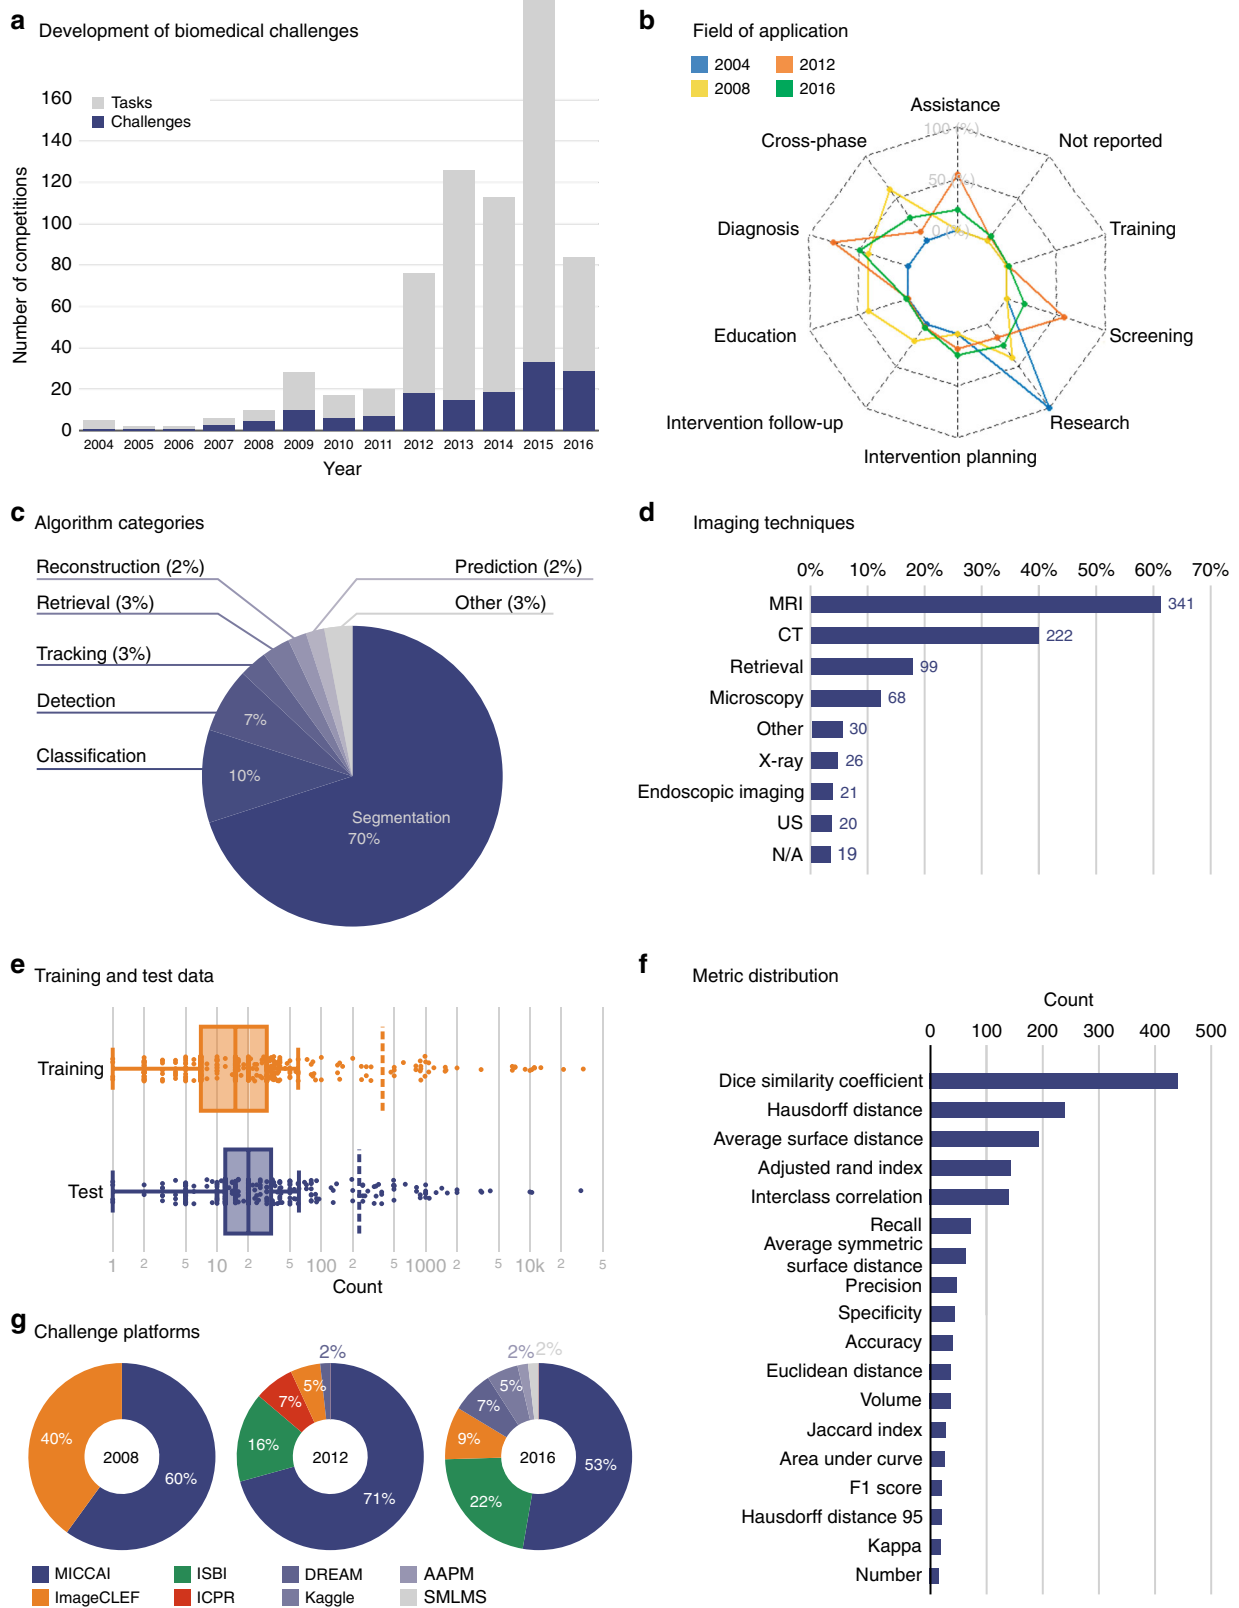 a Development of biomedical challenges
160
140
120
100
80
60
40
20
0
Number of competitions
Tasks
Challenges
2004 2005 2006 2007 2008 2009 2010 2011 2012 2013 2014 2015 2016
Year
b Field of application
2004 2012
2008 2016
Assistance
Not reported
Training
Screening
Research
Intervention planning
Intervention follow-up
Education
Diagnosis
Cross-phase
100 (%)
50 (%)
0 (%)
c Algorithm categories
Reconstruction (2%)
Prediction (2%)
Retrieval (3%)
Other (3%)
Tracking (3%)
Detection
7%
Classification
10%
Segmentation
70%
d Imaging techniques
0% 10% 20% 30% 40% 50% 60% 70%
MRI 341
CT 222
Retrieval 99
Microscopy 68
Other 30
X-ray 26
Endoscopic imaging 21
US 20
N/A 19
e Training and test data
Training
Test
1 2 5 10 2 5 100 2 5 1000 2 5 10k 2 5
Count
f Metric distribution
Count
0 100 200 300 400 500
Dice similarity coefficient
Hausdorff distance
Average surface distance
Adjusted rand index
Interclass correlation
Recall
Average symmetric
surface distance
Precision
Specificity
Accuracy
Euclidean distance
Volume
Jaccard index
Area under curve
F1 score
Hausdorff distance 95
Kappa
Number
g Challenge platforms
40%
2008
60%
2%
5%
7%
16%
2012
71%
2% 2%
5%
7%
9%
2016
53%
22%
MICCAI ISBI DREAM AAPM
ImageCLEF ICPR Kaggle SMLMS